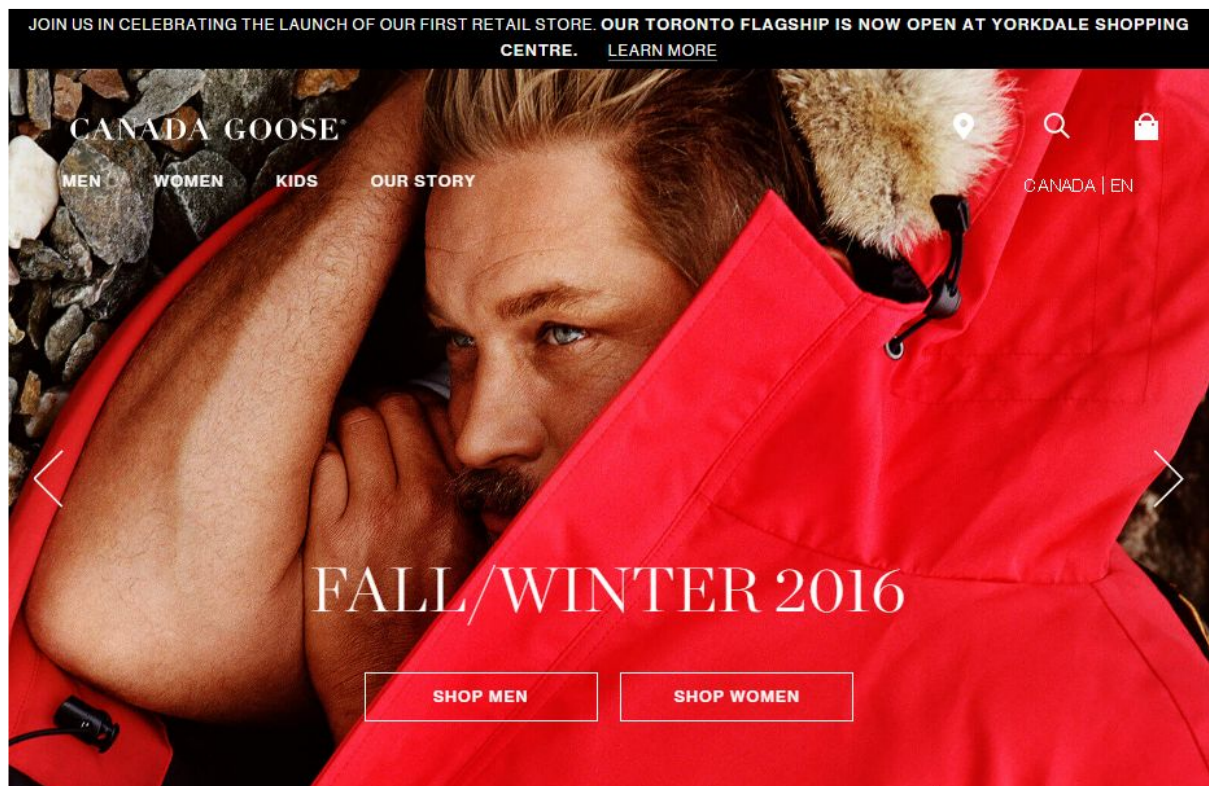 JOIN US IN CELEBRATING THE LAUNCH OF OUR FIRST RETAIL STORE. OUR TORONTO FLAGSHIP IS NOW OPEN AT YORKDALE SHOPPING
CENTRE. LEARN MORE
CANADA GOOSE®
MEN WOMEN KIDS OUR STORY
CANADA | EN
FALL/WINTER 2016
SHOP MEN SHOP WOMEN